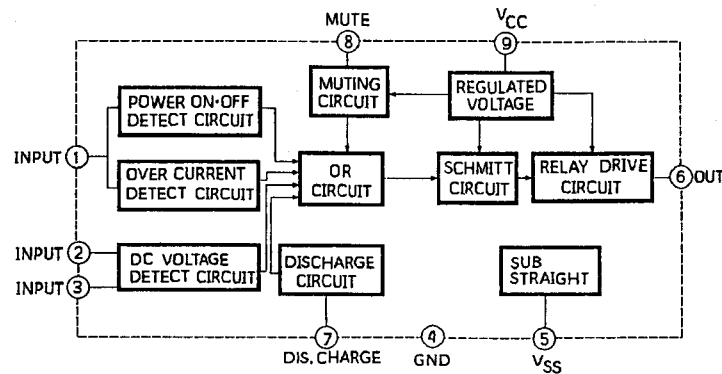 MUTE
VCC
8
9
POWER ON·OFF
DETECT CIRCUIT
MUTING
CIRCUIT
REGULATED
VOLTAGE
INPUT 1
OVER CURRENT
DETECT CIRCUIT
OR
CIRCUIT
SCHMITT
CIRCUIT
RELAY DRIVE
CIRCUIT
6 OUT
INPUT 2
INPUT 3
DC VOLTAGE
DETECT CIRCUIT
DISCHARGE
CIRCUIT
SUB
STRAIGHT
7
4
5
DIS. CHARGE
GND
VSS